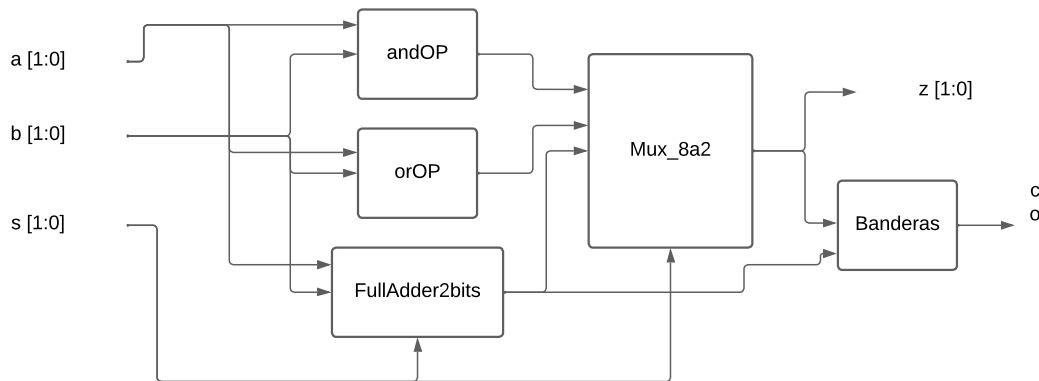 a [1:0]
andOP
z [1:0]
b [1:0]
Mux_8a2
orOP
c
o
s [1:0]
Banderas
FullAdder2bits